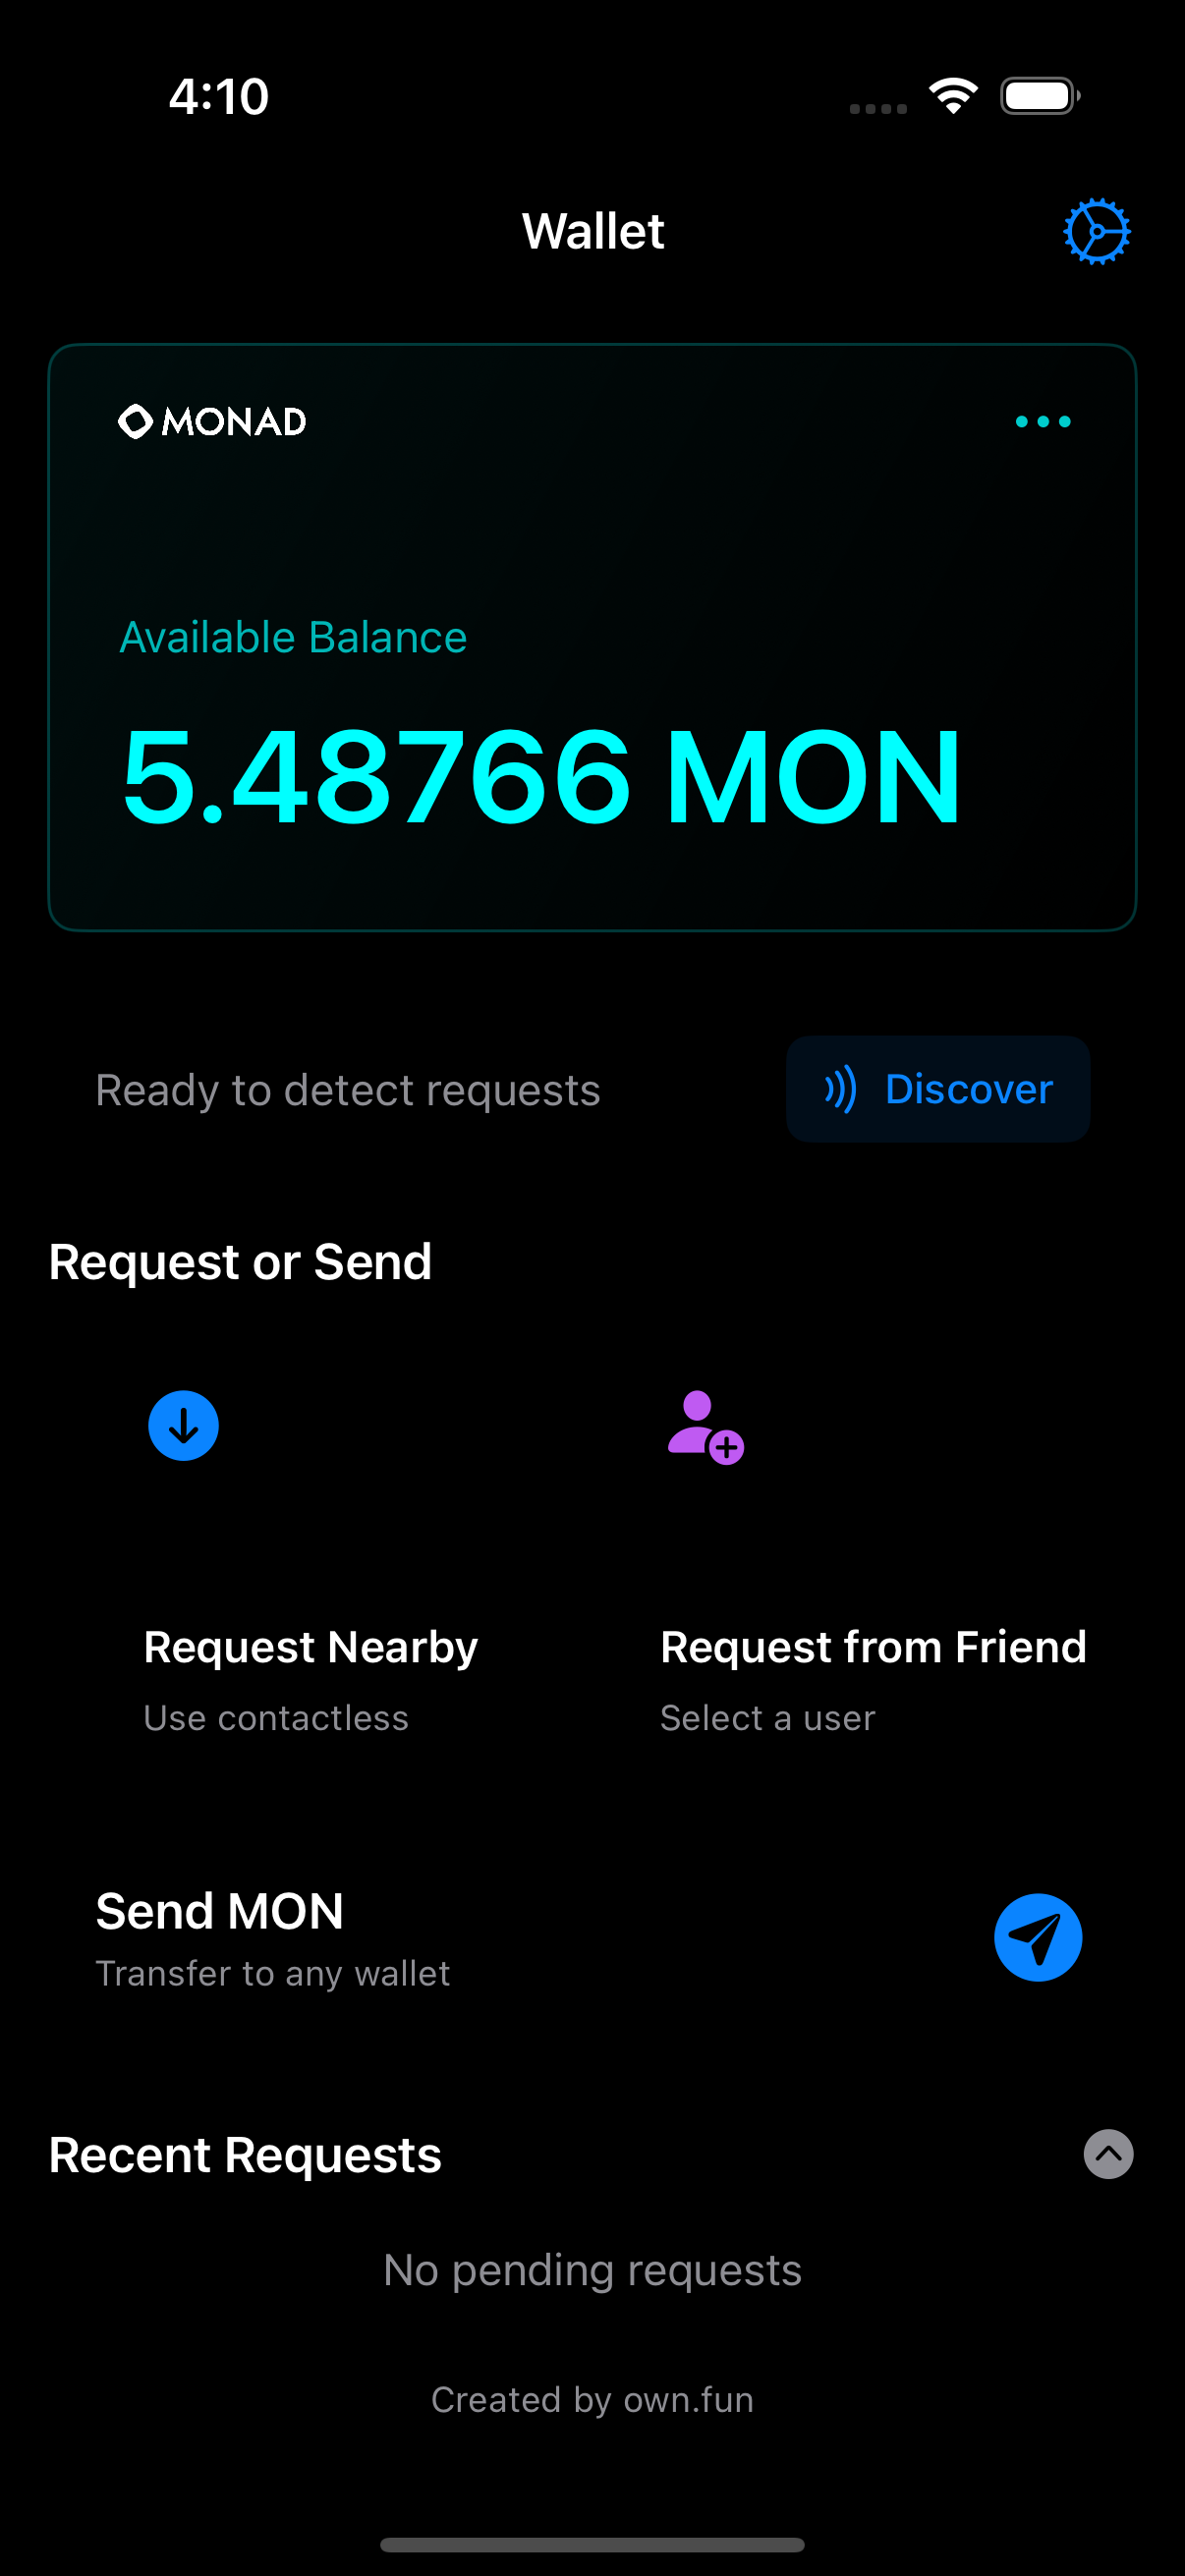 4:10
Wallet
MONAD
Available Balance
5.48766 MON
Ready to detect requests
Discover
Request or Send
Request Nearby
Use contactless
Request from Friend
Select a user
Send MON
Transfer to any wallet
Recent Requests
No pending requests
Created by own.fun